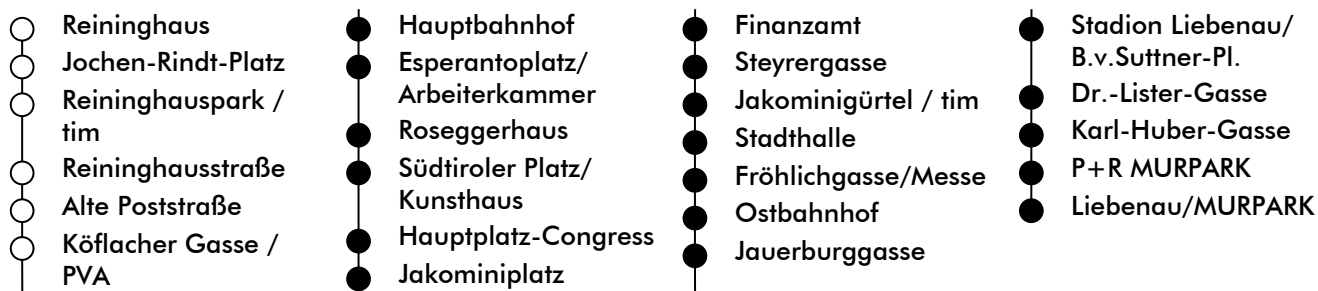 Reininghaus
Jochen-Rindt-Platz
Reininghauspark /
tim
Reininghausstraße
Alte Poststraße
Köflacher Gasse /
PVA
Hauptbahnhof
Esperantoplatz/
Arbeiterkammer
Roseggerhaus
Südtiroler Platz/
Kunsthaus
Hauptplatz-Congress
Jakominiplatz
Finanzamt
Steyrergasse
Jakominigürtel / tim
Stadthalle
Fröhlichgasse/Messe
Ostbahnhof
Jauerburggasse
Stadion Liebenau/
B.v.Suttner-Pl.
Dr.-Lister-Gasse
Karl-Huber-Gasse
P+R MURPARK
Liebenau/MURPARK